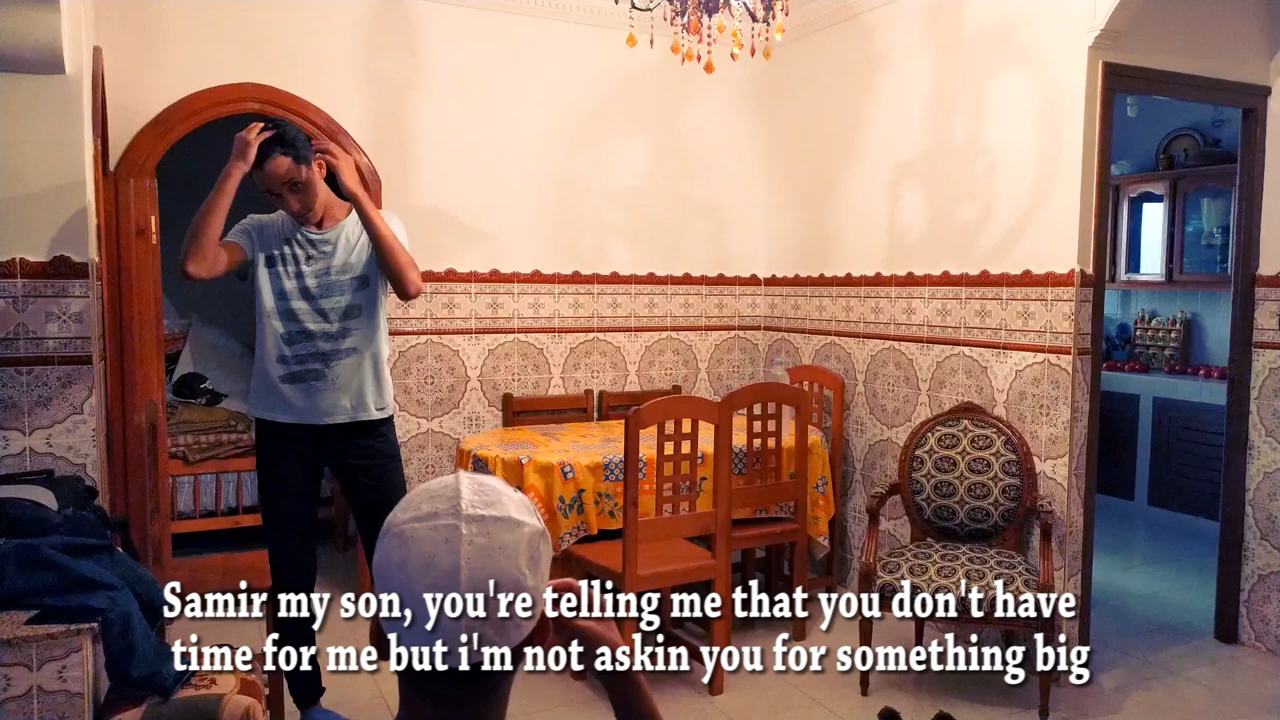 Samir my son, you're telling me that you don't have
time for me but i'm not askin you for something big